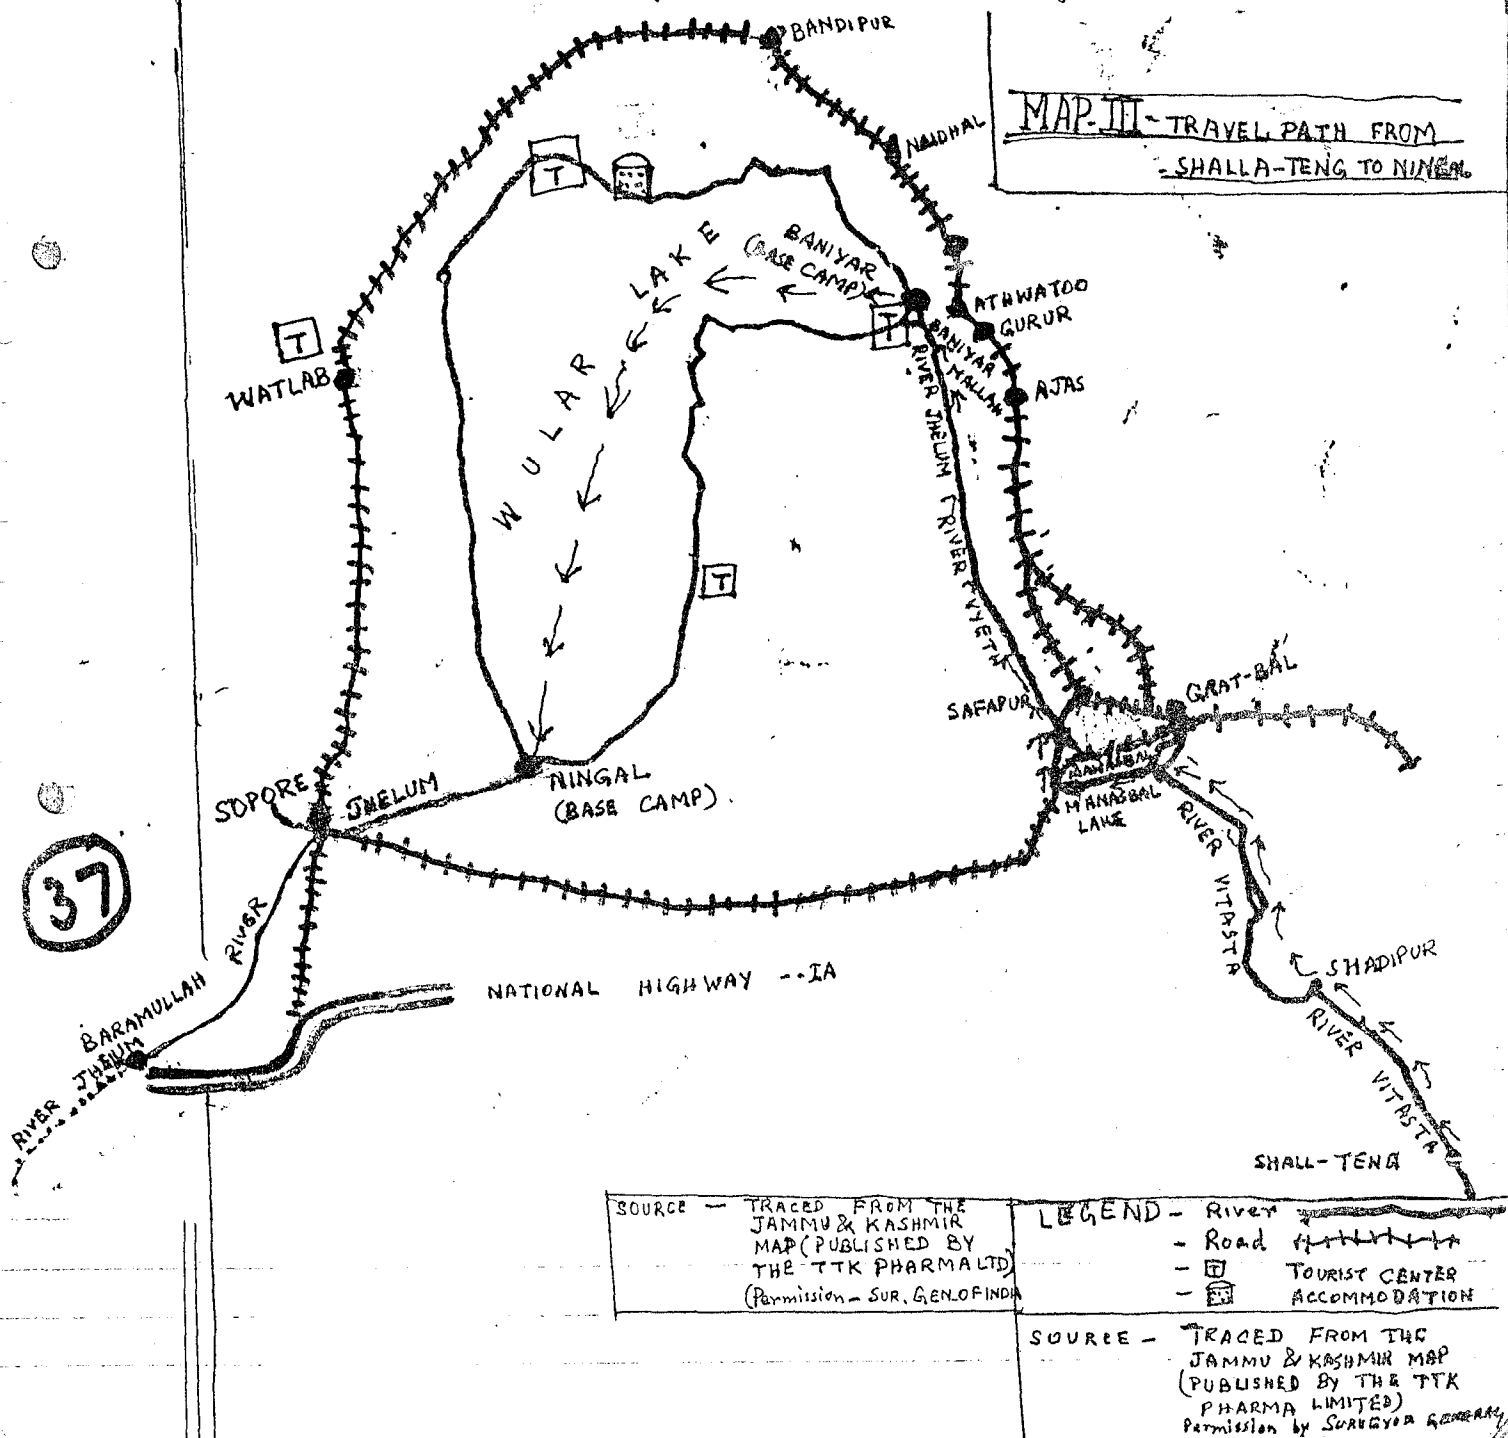 BANDIPUR
MAP-III - TRAVEL PATH FROM
- SHALLA-TENG TO NINGAL
NAIDHAL
T
LAKE
BANIYAR
(BASE CAMP)
ATHWATOO
T
GURUR
T
WATLAB
BANIYAR
NALLAH
AJAS
WULAR
RIVER JHELUM (RIVER (VYETH
T
SAFAPUR
GRAT-BAL
SOPORE
JHELUM
NINGAL
(BASE CAMP).
MANASBAL
MANASBAL
LAKE
RIVER VITASTA
37
RIVER
BARAMULLAH
SHADIPUR
NATIONAL HIGHWAY --IA
RIVER VITASTA
RIVER JHELUM
SHALL-TENG
SOURCE - TRACED FROM THE
JAMMU & KASHMIR
MAP (PUBLISHED BY
THE TTK PHARMA LTD)
(Permission - SUR. GEN. OF INDIA
LEGEND - River
- Road
- T TOURIST CENTER
- ACCOMMODATION
SOURCE - TRACED FROM THE
JAMMU & KASHMIR MAP
(PUBLISHED BY THE TTK
PHARMA LIMITED)
Permission by SURVEYOR GENERAL